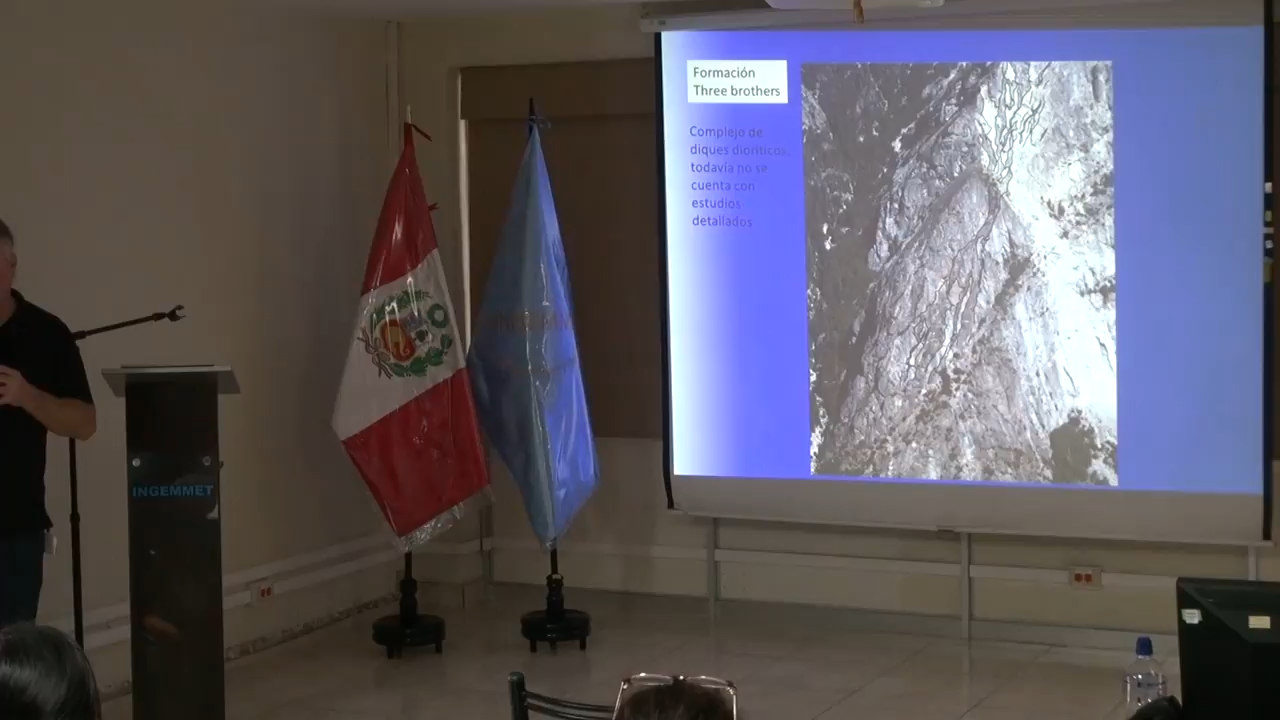 Formación
Three brothers
Complejo de
diques dioríticos,
todavía no se
cuenta con
estudios
detallados
INGEMMET